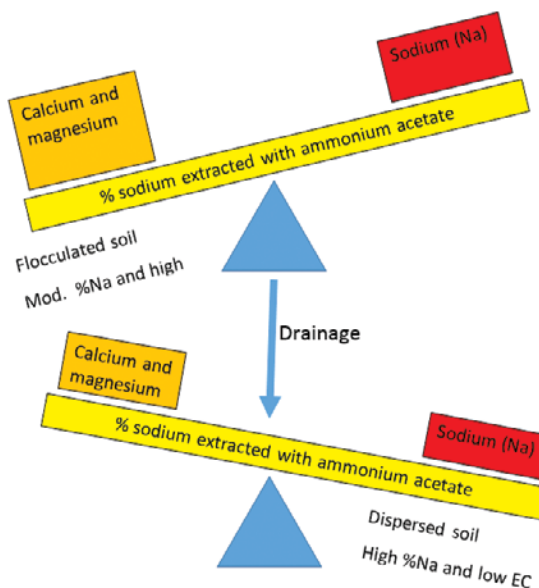 Sodium (Na)
Calcium and
magnesium
% sodium extracted with ammonium acetate
Flocculated soil
Mod. %Na and high
Drainage
Calcium and
magnesium
% sodium extracted with ammonium acetate
Sodium (Na)
Dispersed soil
High %Na and low EC